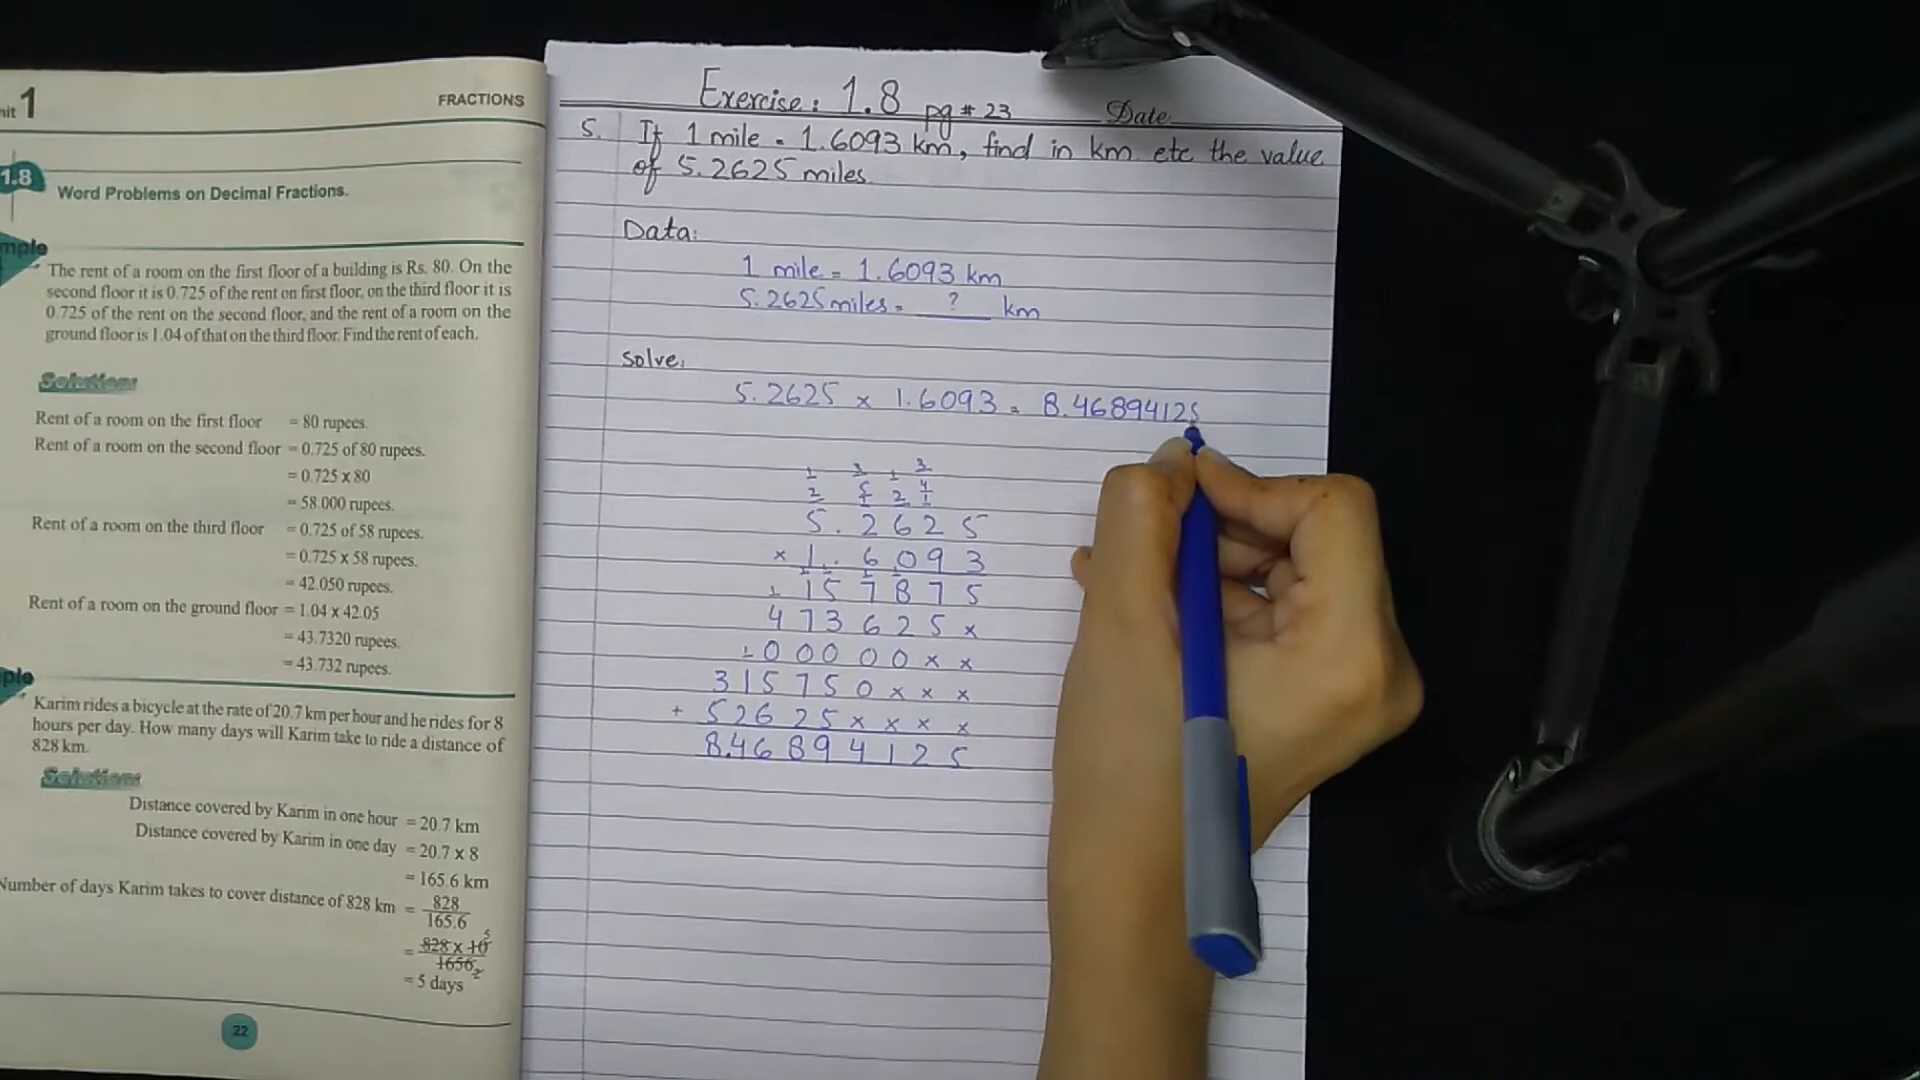 nit 1
FRACTIONS
1.8
Word Problems on Decimal Fractions.
mple
The rent of a room on the first floor of a building is Rs. 80. On the
second floor it is 0.725 of the rent on first floor, on the third floor it is
0.725 of the rent on the second floor, and the rent of a room on the
ground floor is 1.04 of that on the third floor. Find the rent of each.
Solution:
Rent of a room on the first floor = 80 rupees.
Rent of a room on the second floor = 0.725 of 80 rupees.
= 0.725 x 80
= 58.000 rupees.
Rent of a room on the third floor = 0.725 of 58 rupees.
= 0.725 x 58 rupees.
= 42.050 rupees.
Rent of a room on the ground floor = 1.04 x 42.05
= 43.7320 rupees.
= 43.732 rupees.
ple
Karim rides a bicycle at the rate of 20.7 km per hour and he rides for 8
hours per day. How many days will Karim take to ride a distance of
828 km.
Solution:
Distance covered by Karim in one hour = 20.7 km
Distance covered by Karim in one day = 20.7 x 8
= 165.6 km
Number of days Karim takes to cover distance of 828 km = 828
165.6
5
= 828 x 10
1656 2
= 5 days
22
Exercise: 1.8 pg # 23 Date
5. If 1 mile = 1.6093 km, find in km etc the value
of 5.2625 miles.
Data:
1 mile = 1.6093 km
5.2625 miles = ? km
Solve:
5.2625 x 1.6093 = 8.46894125
1 3 1 3
2 5 2 4
1
5.2625
x 1.6093
157875
473625x
00000xx
315750xxx
+ 52625xxxx
8.46894125